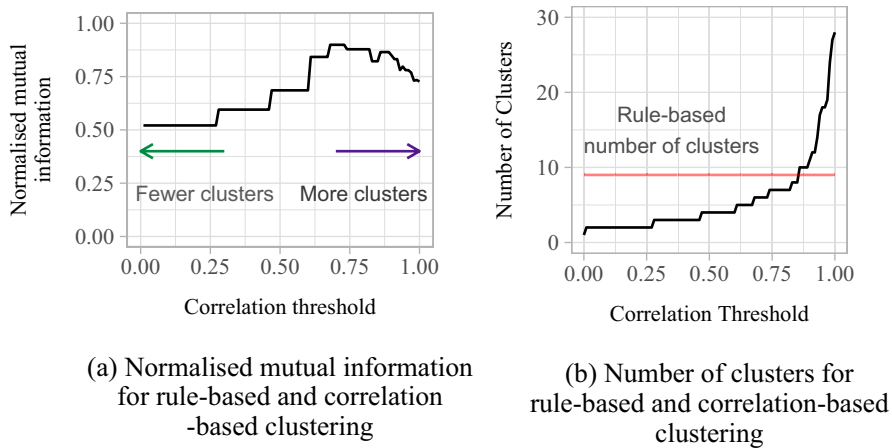 Normalised mutual
information
1.00
0.75
0.50
0.25
0.00
Fewer clusters
More clusters
0.00 0.25 0.50 0.75 1.00
Correlation threshold
(a) Normalised mutual information
for rule-based and correlation
-based clustering
Number of Clusters
30
20
10
0
Rule-based
number of clusters
0.00 0.25 0.50 0.75 1.00
Correlation Threshold
(b) Number of clusters for
rule-based and correlation-based
clustering